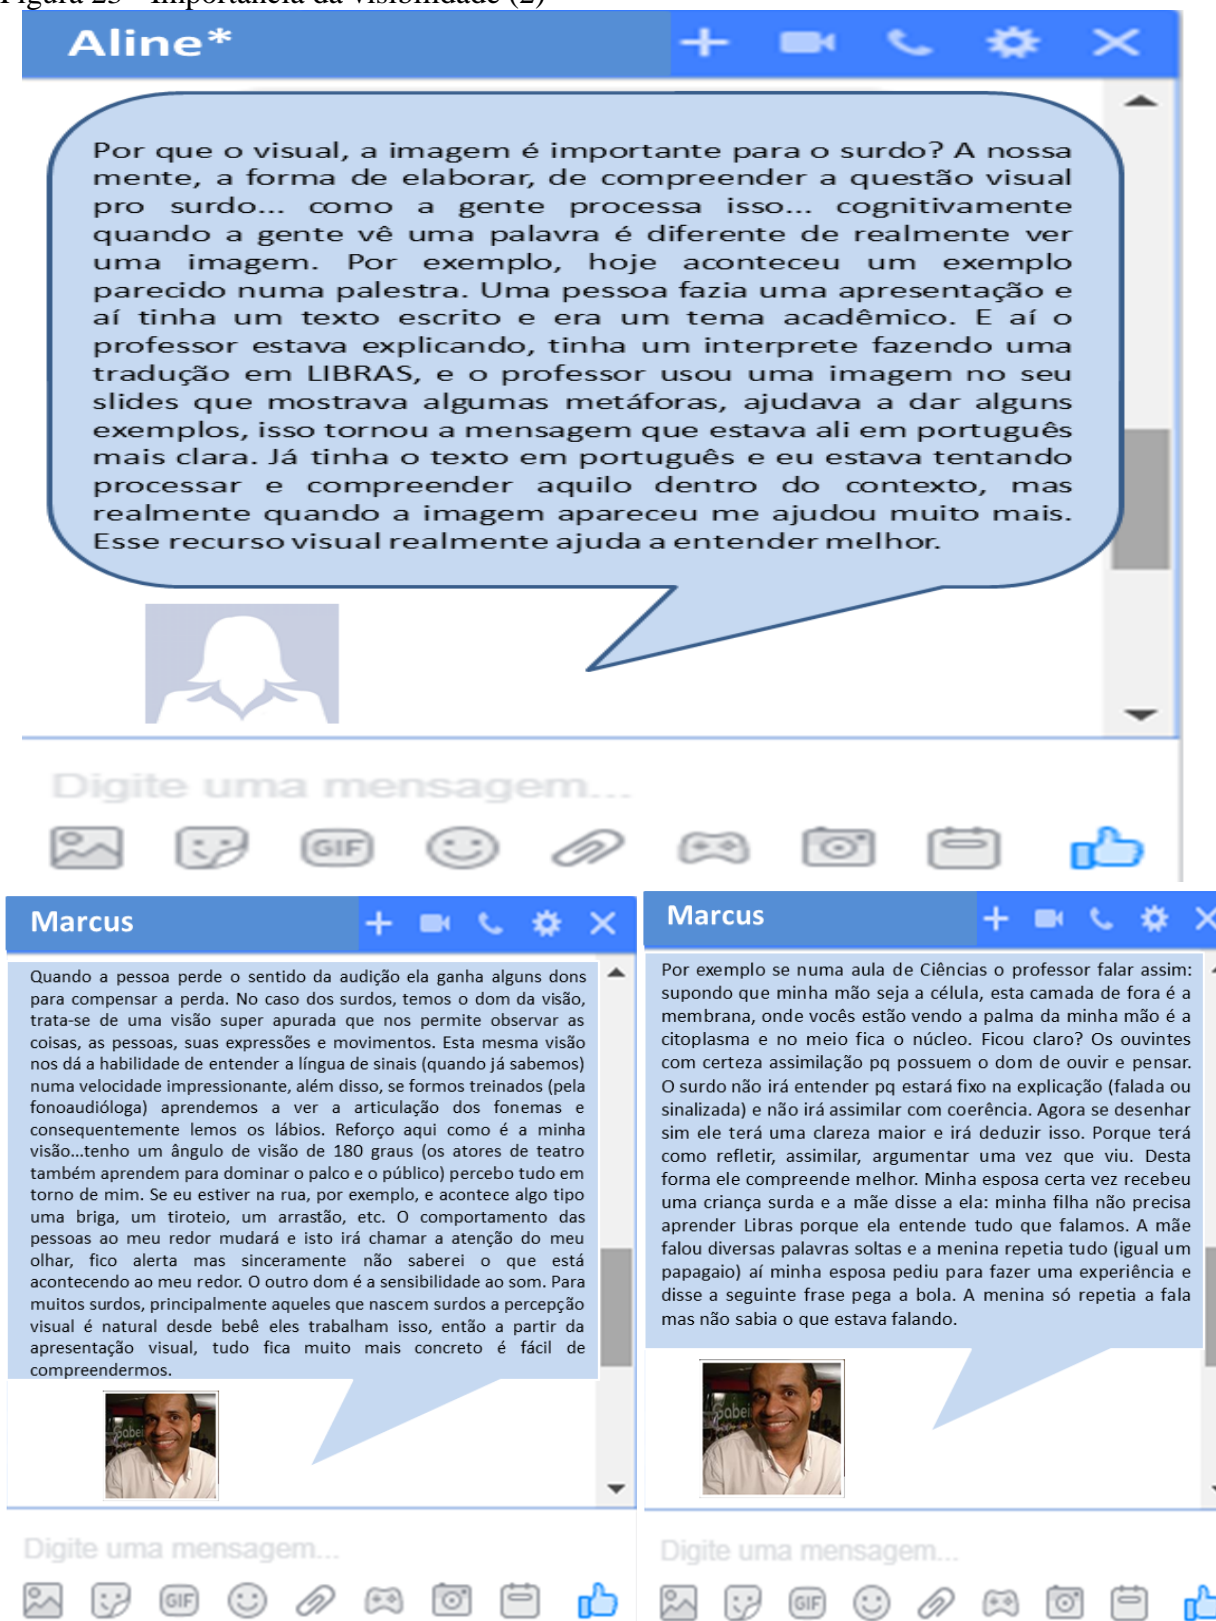 Figura 23 - Importância da visibilidade (2)
Aline*
Por que o visual, a imagem é importante para o surdo? A nossa
mente, a forma de elaborar, de compreender a questão visual
pro surdo... como a gente processa isso... cognitivamente
quando a gente vê uma palavra é diferente de realmente ver
uma imagem. Por exemplo, hoje aconteceu um exemplo
parecido numa palestra. Uma pessoa fazia uma apresentação e
aí tinha um texto escrito e era um tema acadêmico. E aí o
professor estava explicando, tinha um interprete fazendo uma
tradução em LIBRAS, e o professor usou uma imagem no seu
slides que mostrava algumas metáforas, ajudava a dar alguns
exemplos, isso tornou a mensagem que estava ali em português
mais clara. Já tinha o texto em português e eu estava tentando
processar e compreender aquilo dentro do contexto, mas
realmente quando a imagem apareceu me ajudou muito mais.
Esse recurso visual realmente ajuda a entender melhor.
Digite uma mensagem...
GIF
Marcus
Quando a pessoa perde o sentido da audição ela ganha alguns dons
para compensar a perda. No caso dos surdos, temos o dom da visão,
trata-se de uma visão super apurada que nos permite observar as
coisas, as pessoas, suas expressões e movimentos. Esta mesma visão
nos dá a habilidade de entender a língua de sinais (quando já sabemos)
numa velocidade impressionante, além disso, se formos treinados (pela
fonoaudióloga) aprendemos a ver a articulação dos fonemas e
consequentemente lemos os lábios. Reforço aqui como é a minha
visão...tenho um ângulo de visão de 180 graus (os atores de teatro
também aprendem para dominar o palco e o público) percebo tudo em
torno de mim. Se eu estiver na rua, por exemplo, e acontece algo tipo
uma briga, um tiroteio, um arrastão, etc. O comportamento das
pessoas ao meu redor mudará e isto irá chamar a atenção do meu
olhar, fico alerta mas sinceramente não saberei o que está
acontecendo ao meu redor. O outro dom é a sensibilidade ao som. Para
muitos surdos, principalmente aqueles que nascem surdos a percepção
visual é natural desde bebê eles trabalham isso, então a partir da
apresentação visual, tudo fica muito mais concreto é fácil de
compreendermos.
Digite uma mensagem...
GIF
Marcus
Por exemplo se numa aula de Ciências o professor falar assim:
supondo que minha mão seja a célula, esta camada de fora é a
membrana, onde vocês estão vendo a palma da minha mão é a
citoplasma e no meio fica o núcleo. Ficou claro? Os ouvintes
com certeza assimilação pq possuem o dom de ouvir e pensar.
O surdo não irá entender pq estará fixo na explicação (falada ou
sinalizada) e não irá assimilar com coerência. Agora se desenhar
sim ele terá uma clareza maior e irá deduzir isso. Porque terá
como refletir, assimilar, argumentar uma vez que viu. Desta
forma ele compreende melhor. Minha esposa certa vez recebeu
uma criança surda e a mãe disse a ela: minha filha não precisa
aprender Libras porque ela entende tudo que falamos. A mãe
falou diversas palavras soltas e a menina repetia tudo (igual um
papagaio) aí minha esposa pediu para fazer uma experiência e
disse a seguinte frase pega a bola. A menina só repetia a fala
mas não sabia o que estava falando.
Digite uma mensagem...
GIF